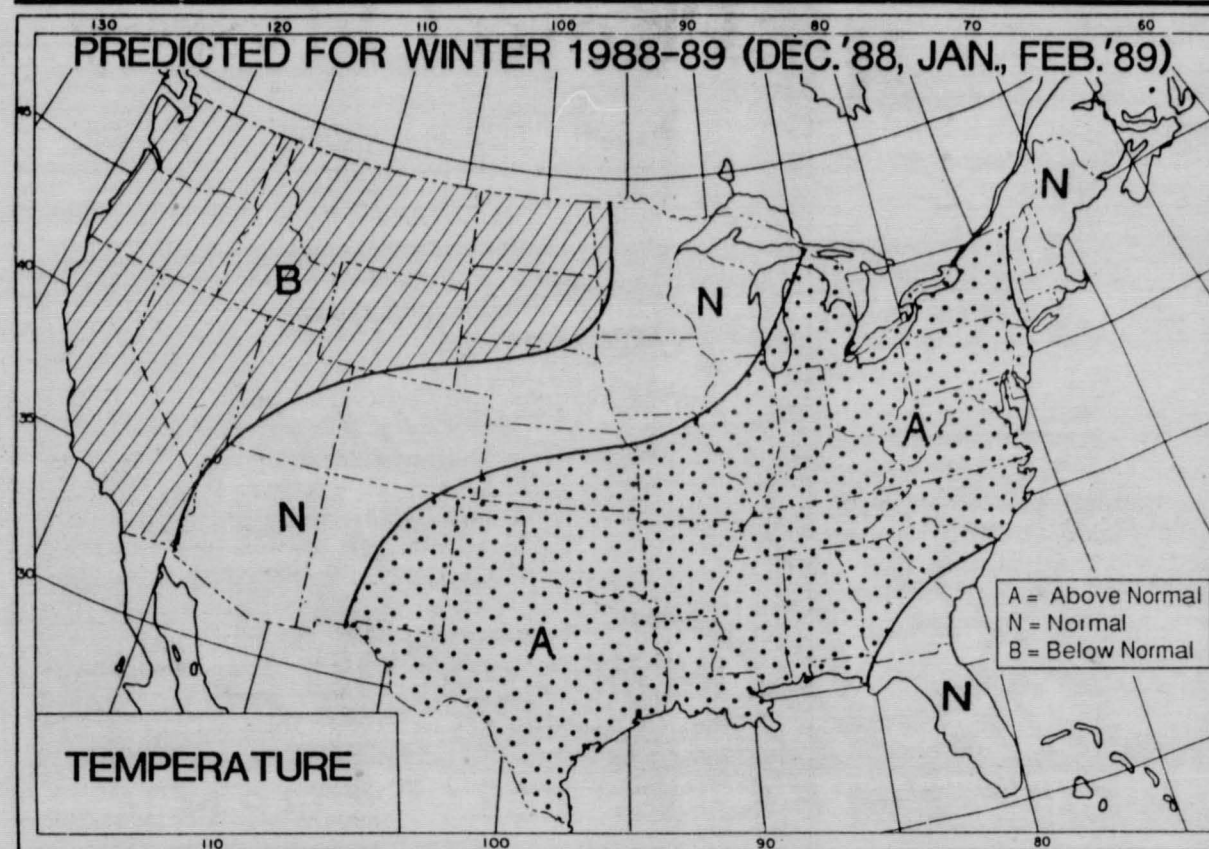 130 120 110 100 90 80 70 60
PREDICTED FOR WINTER 1988-89 (DEC.'88, JAN., FEB.'89)
45
N
40
B
N
35
A
N
30
A = Above Normal
N = Normal
B = Below Normal
A
N
TEMPERATURE
110 100 90 80